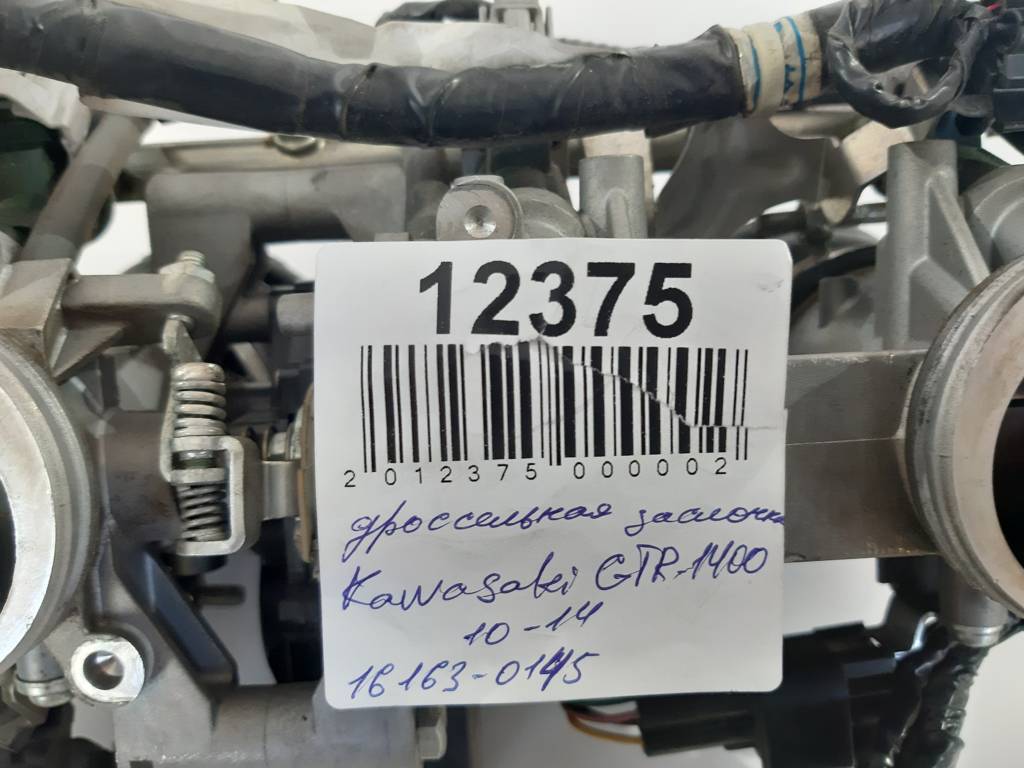 12375
2 012375 000002
дроссельная заслонка
Kawasaki GTR-1400
10-14
16163-0145